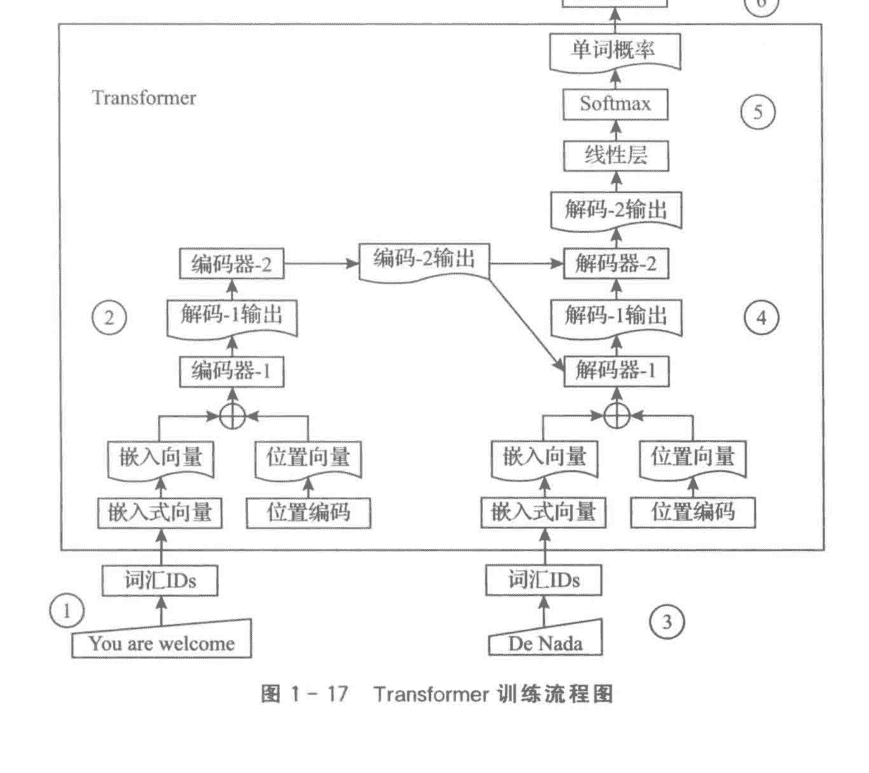 ⑥
单词概率
Transformer
Softmax
⑤
线性层
解码-2输出
编码器-2
编码-2输出
解码器-2
②
解码-1输出
解码-1输出
④
编码器-1
解码器-1
嵌入向量
位置向量
嵌入向量
位置向量
嵌入式向量
位置编码
嵌入式向量
位置编码
词汇IDs
词汇IDs
①
You are welcome
De Nada
③
图 1-17 Transformer 训练流程图